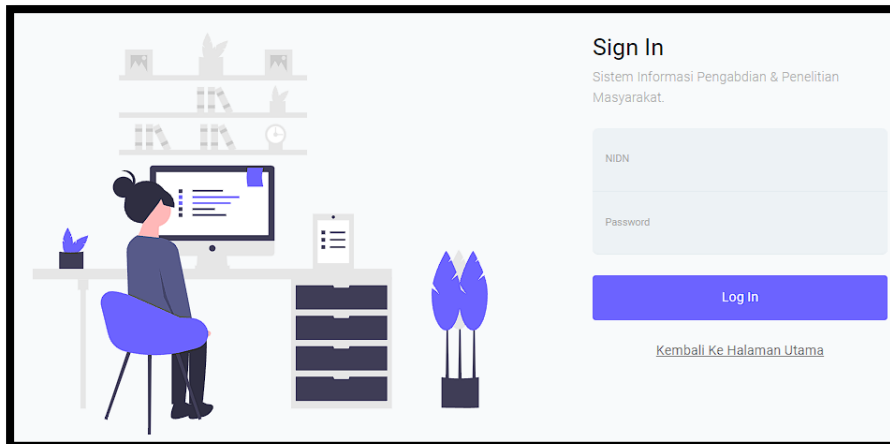 Sign In
Sistem Informasi Pengabdian & Penelitian
Masyarakat.
NIDN
Password
Log In
Kembali Ke Halaman Utama